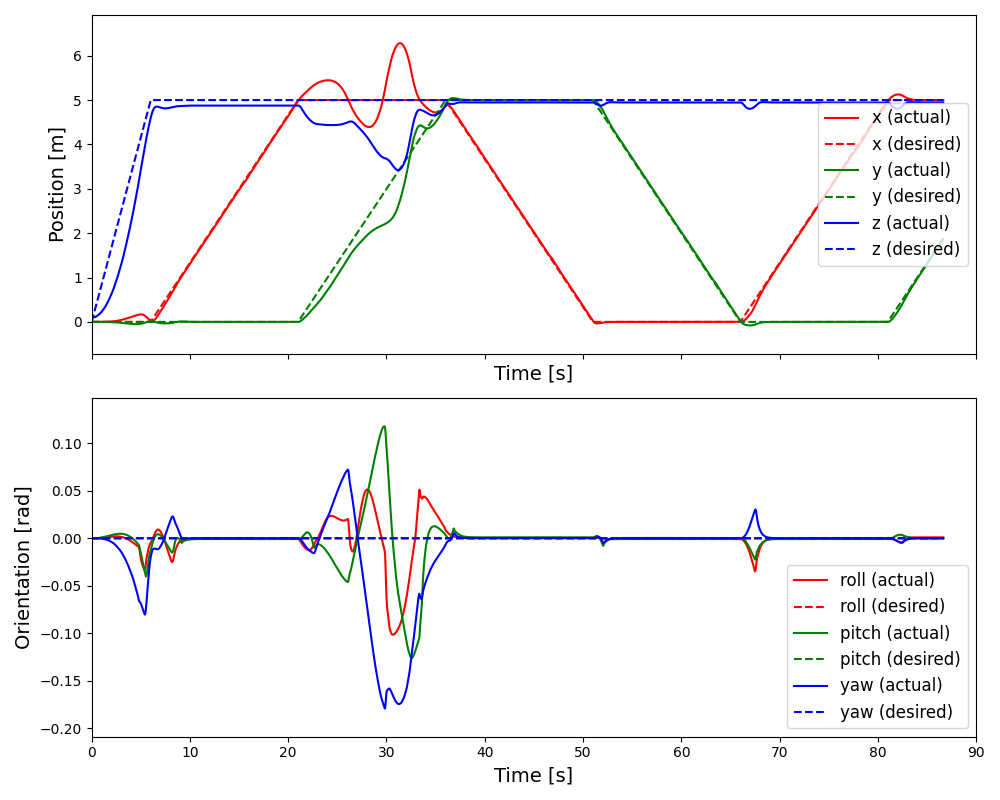 Position [m]
6
5
4
3
2
1
0
x (actual)
x (desired)
y (actual)
y (desired)
z (actual)
z (desired)
Time [s]
Orientation [rad]
0.10
0.05
0.00
−0.05
−0.10
−0.15
−0.20
roll (actual)
roll (desired)
pitch (actual)
pitch (desired)
yaw (actual)
yaw (desired)
0 10 20 30 40 50 60 70 80 90
Time [s]